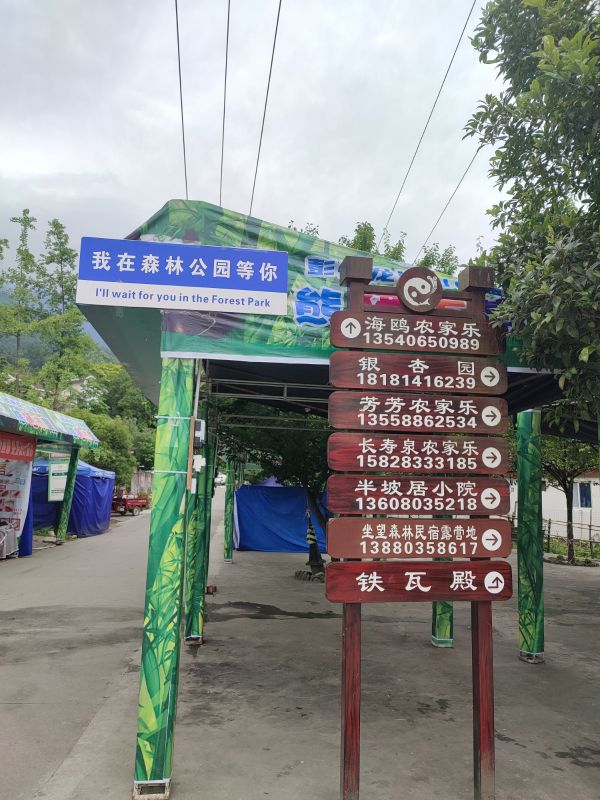 我在森林公园等你
I'll wait for you in the Forest Park
熊
海鸥农家乐
13540650989
银杏园
18181416239
芳芳农家乐
13558862534
长寿泉农家乐
15828333185
半坡居小院
13608035218
坐望森林民宿露营地
13880358617
铁瓦殿